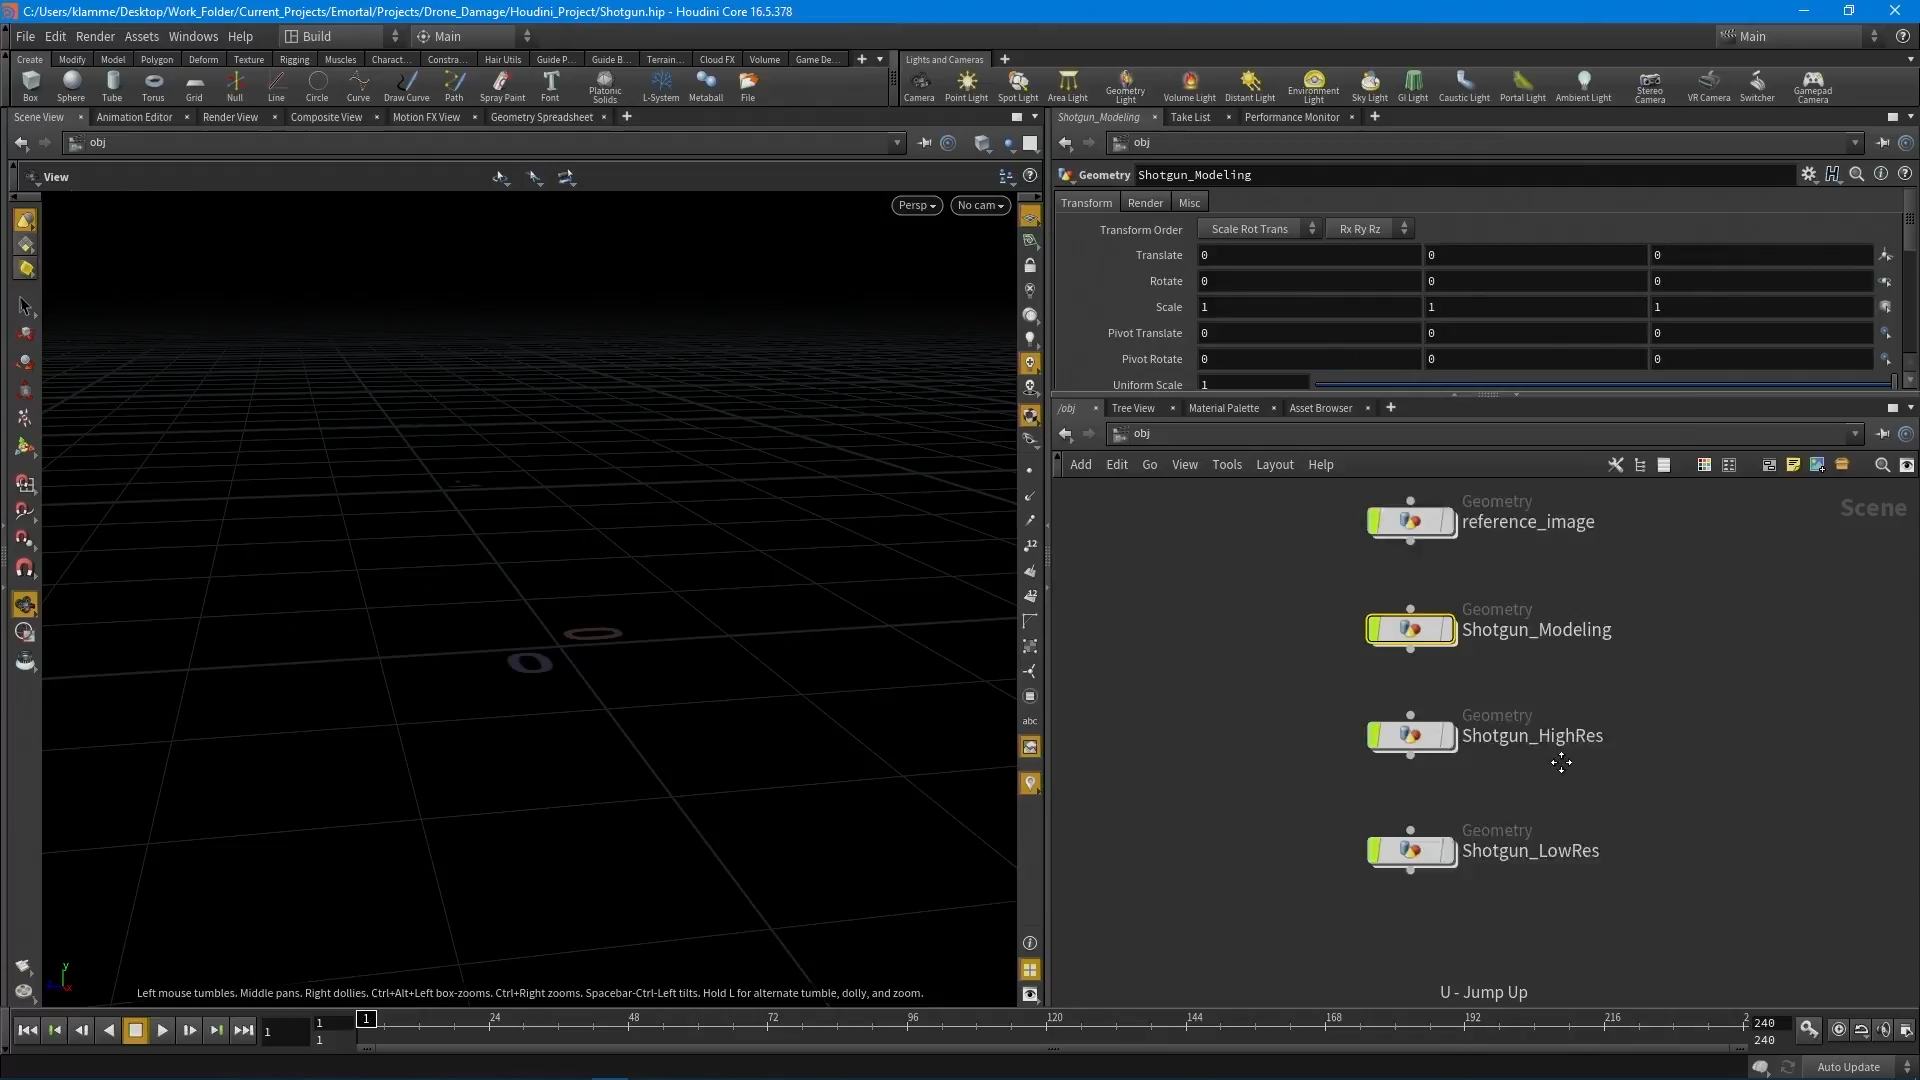 C:/Users/klamme/Desktop/Work_Folder/Current_Projects/Emortal/Projects/Drone_Damage/Houdini_Project/Shotgun.hip - Houdini Core 16.5.378
File Edit Render Assets Windows Help Build Main Main
Create Modify Model Polygon Deform Texture Rigging Muscles Charact... Constra... Hair Utils Guide P... Guide B... Terrain... Cloud FX Volume Game De... Lights and Cameras
Box Sphere Tube Torus Grid Null Line Circle Curve Draw Curve Path Spray Paint Font Platonic Solids L-System Metaball File Camera Point Light Spot Light Area Light Geometry Light Volume Light Distant Light Environment Light Sky Light GI Light Caustic Light Portal Light Ambient Light Stereo Camera VR Camera Switcher Gamepad Camera
Scene View Animation Editor Render View Composite View Motion FX View Geometry Spreadsheet Shotgun_Modeling Take List Performance Monitor
obj obj
View
Geometry Shotgun_Modeling
Persp No cam
Transform Render Misc
Transform Order Scale Rot Trans Rx Ry Rz
Translate 0 0 0
Rotate 0 0 0
Scale 1 1 1
Pivot Translate 0 0 0
Pivot Rotate 0 0 0
Uniform Scale 1
/obj Tree View Material Palette Asset Browser
obj
Add Edit Go View Tools Layout Help
Scene
Geometry
reference_image
Geometry
Shotgun_Modeling
Geometry
Shotgun_HighRes
Geometry
Shotgun_LowRes
U - Jump Up
12
12
abc
0
0
y
x
Left mouse tumbles. Middle pans. Right dollies. Ctrl+Alt+Left box-zooms. Ctrl+Right zooms. Spacebar-Ctrl-Left tilts. Hold L for alternate tumble, dolly, and zoom.
1 1 1 24 48 72 96 120 144 168 192 216 2 240
1 240
Auto Update